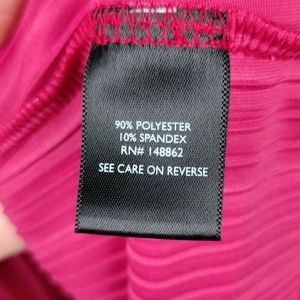 90% POLYESTER
10% SPANDEX
RN# 148862
SEE CARE ON REVERSE